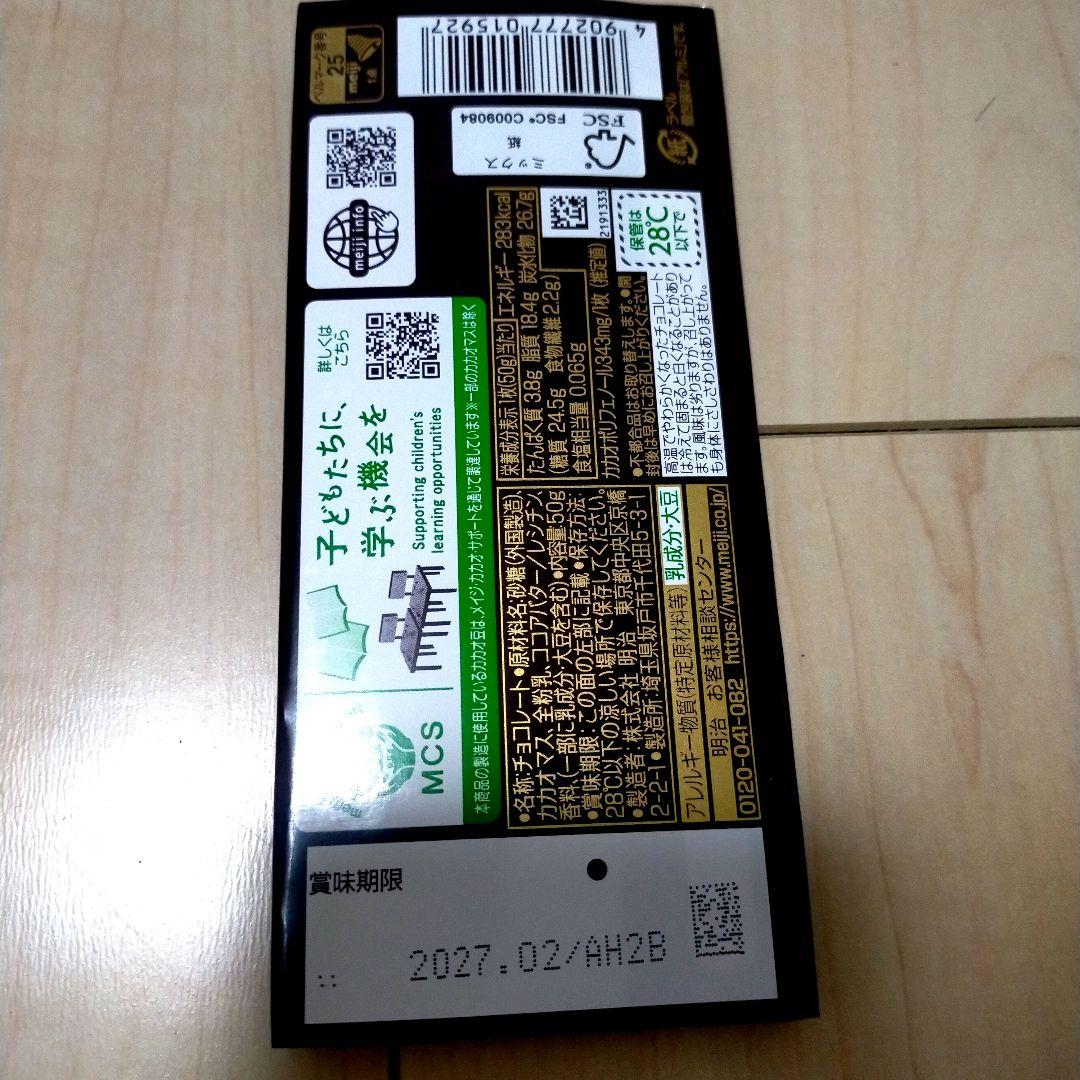 ベルマーク番号
25
meiji
1点
4902777015927
ミックス
紙
FSC
FSC® C009084
紙
ラベル
meiji info
詳しくは
こちら
子どもたちに、
学ぶ機会を
Supporting children's
learning opportunities
MCS
本商品の製造に使用しているカカオ豆は、メイジ・カカオ・サポートを通じて調達しています※一部のカカオマスは除く
栄養成分表示 1枚(50g)当たり エネルギー 283kcal
たんぱく質 3.8g 脂質 18.4g 炭水化物 26.7g
(糖質 24.5g 食物繊維 2.2g)
食塩相当量 0.065g
カカオポリフェノール343mg/1枚 (推定値)
2191333
●不都合品はお取り替えします。●開
封後は早めにお召し上がりください。
保管は
28℃
以下で
高温でやわらかくなったチョコレート
は冷えて固まると白くなることがあり
ます。風味は劣りますが、召し上がって
も身体にさしさわりはありません。
●名称:チョコレート●原材料名:砂糖(外国製造)、
カカオマス、全粉乳、ココアバター/レシチン、
香料、(一部に乳成分・大豆を含む)●内容量:50g
●賞味期限:この面の左部に記載●保存方法:
28℃以下の涼しい場所で保存してください。
●製造者:株式会社 明治 東京都中央区京橋
2-2-1●製造所:埼玉県坂戸市千代田5-3-1
アレルギー物質(特定原材料等) 乳成分・大豆
明治 お客様相談センター
0120-041-082 https://www.meiji.co.jp/
賞味期限
2027.02/AH2B